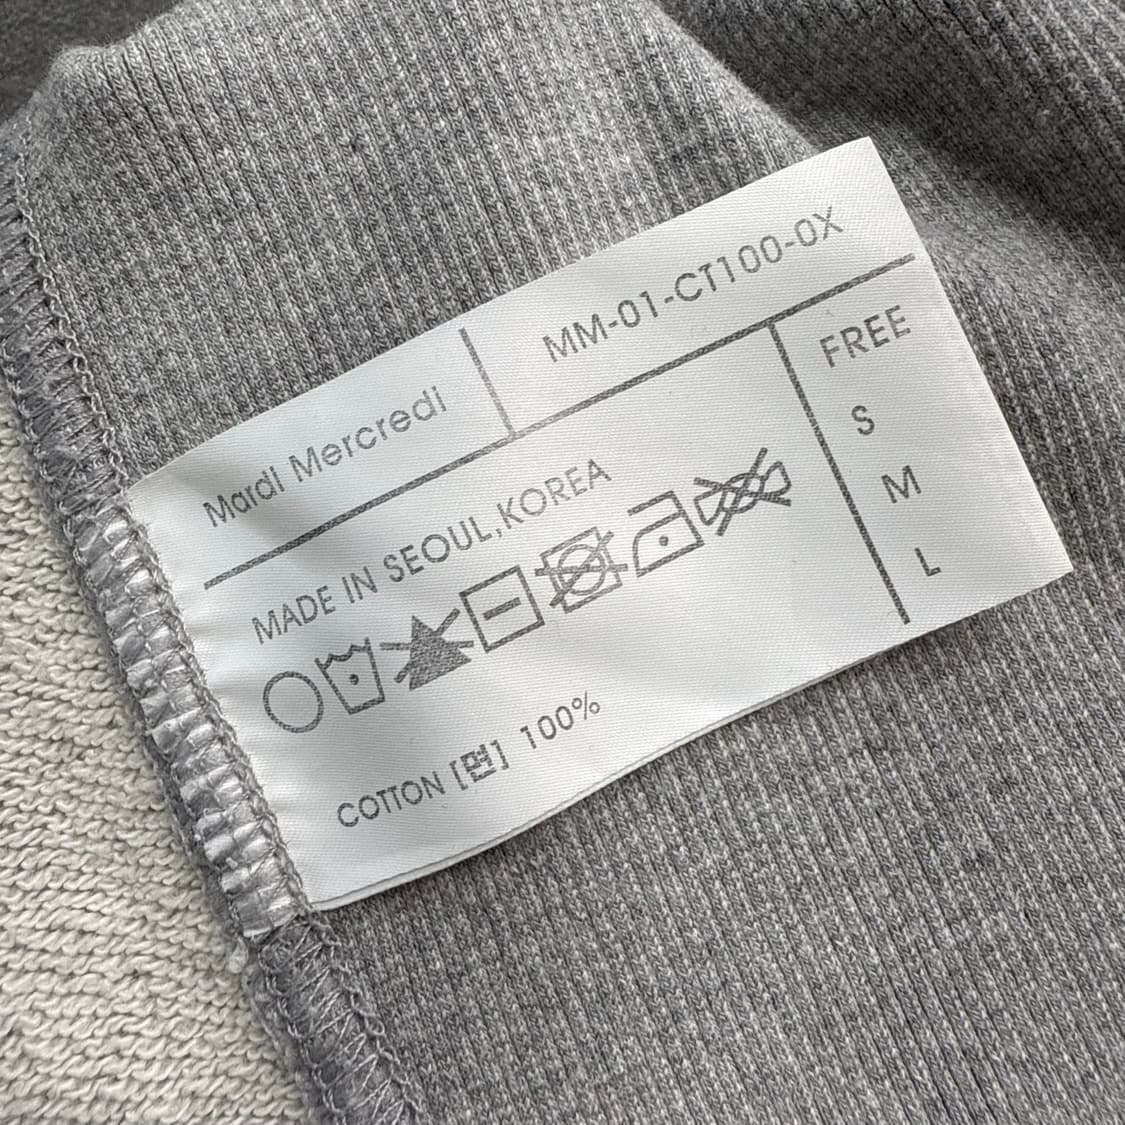 Mardi Mercredi
MM-01-CT100-0X
MADE IN SEOUL,KOREA
COTTON [면] 100%
FREE
S
M
L